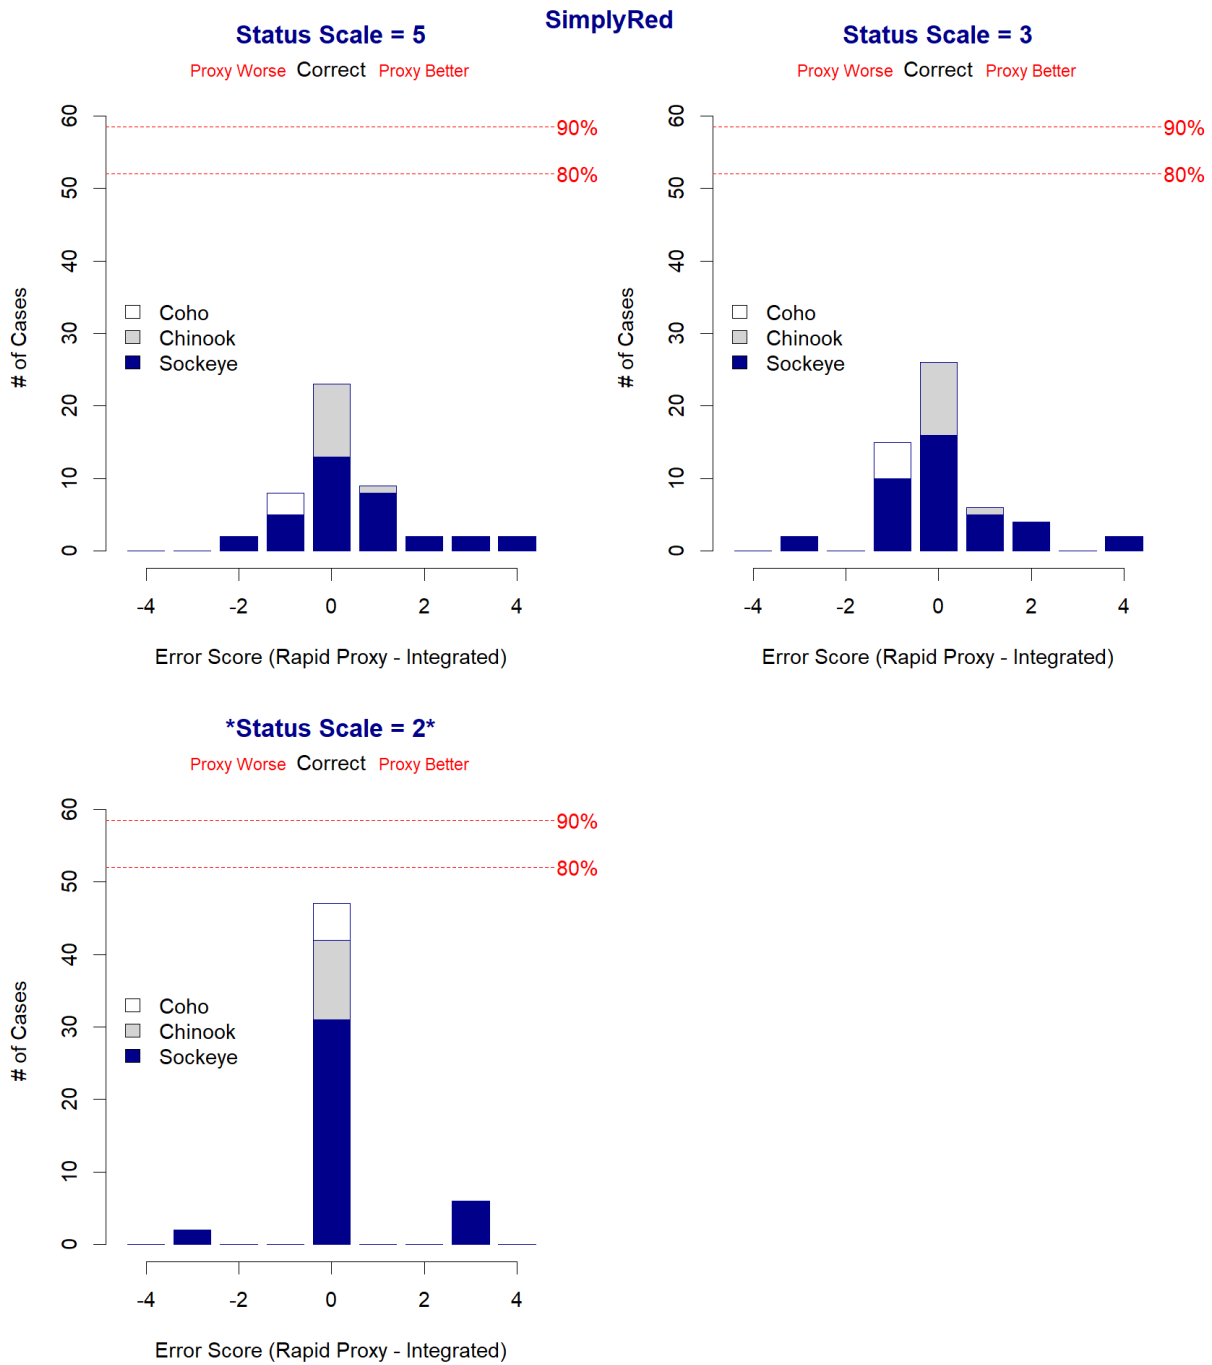 SimplyRed
Status Scale = 5
Proxy Worse Correct Proxy Better
60
50
40
30
20
10
0
90%
80%
# of Cases
Coho
Chinook
Sockeye
-4 -2 0 2 4
Error Score (Rapid Proxy - Integrated)
Status Scale = 3
Proxy Worse Correct Proxy Better
60
50
40
30
20
10
0
90%
80%
# of Cases
Coho
Chinook
Sockeye
-4 -2 0 2 4
Error Score (Rapid Proxy - Integrated)
*Status Scale = 2*
Proxy Worse Correct Proxy Better
60
50
40
30
20
10
0
90%
80%
# of Cases
Coho
Chinook
Sockeye
-4 -2 0 2 4
Error Score (Rapid Proxy - Integrated)